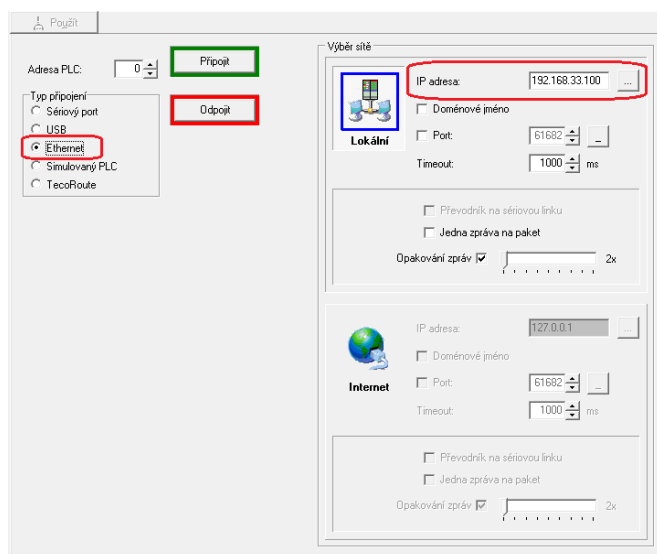 Použít
Adresa PLC: 0
Připojit
Odpojit
Typ připojení
Sériový port
USB
Ethernet
Simulovaný PLC
TecoRoute
Výběr sítě
Lokální
IP adresa: 192.168.33.100 ...
Doménové jméno
Port: 61682 _
Timeout: 1000 ms
Převodník na sériovou linku
Jedna zpráva na paket
Opakování zpráv 2x
Internet
IP adresa: 127.0.0.1 ...
Doménové jméno
Port: 61682 _
Timeout: 1000 ms
Převodník na sériovou linku
Jedna zpráva na paket
Opakování zpráv 2x